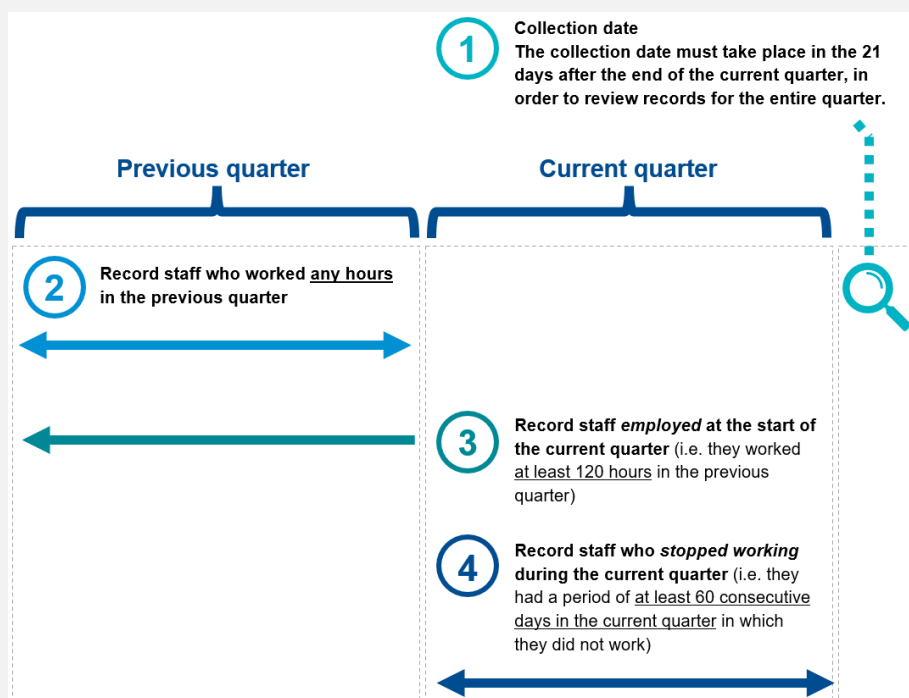 1
Collection date
The collection date must take place in the 21
days after the end of the current quarter, in
order to review records for the entire quarter.
Previous quarter
Current quarter
2
Record staff who worked any hours
in the previous quarter
3
Record staff employed at the start of
the current quarter (i.e. they worked
at least 120 hours in the previous
quarter)
4
Record staff who stopped working
during the current quarter (i.e. they
had a period of at least 60 consecutive
days in the current quarter in which
they did not work)